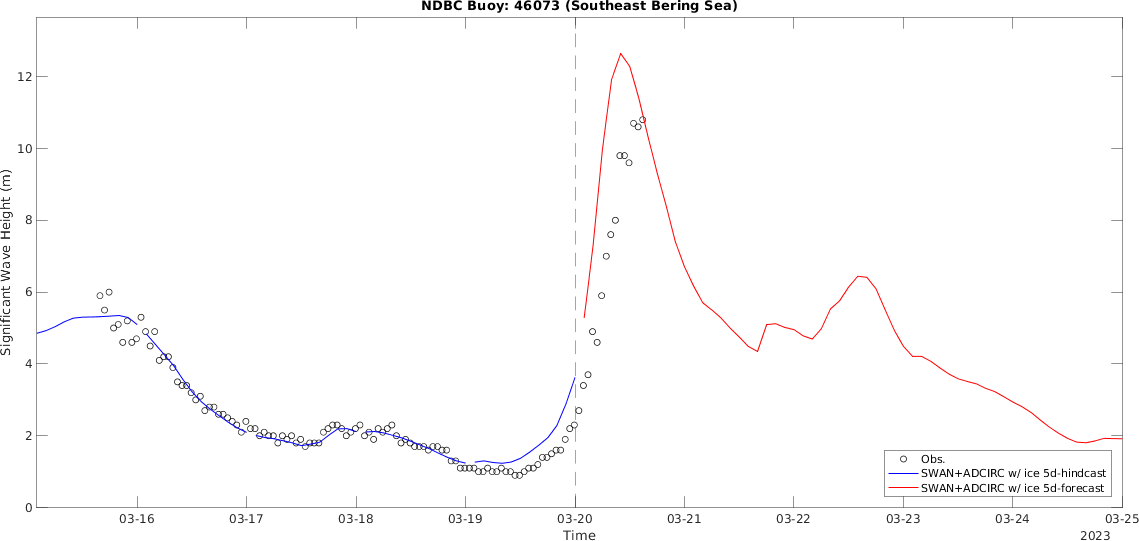 NDBC Buoy: 46073 (Southeast Bering Sea)
Significant Wave Height (m)
12
10
8
6
4
2
0
Obs.
SWAN+ADCIRC w/ ice 5d-hindcast
SWAN+ADCIRC w/ ice 5d-forecast
03-16 03-17 03-18 03-19 03-20 03-21 03-22 03-23 03-24 03-25
Time
2023